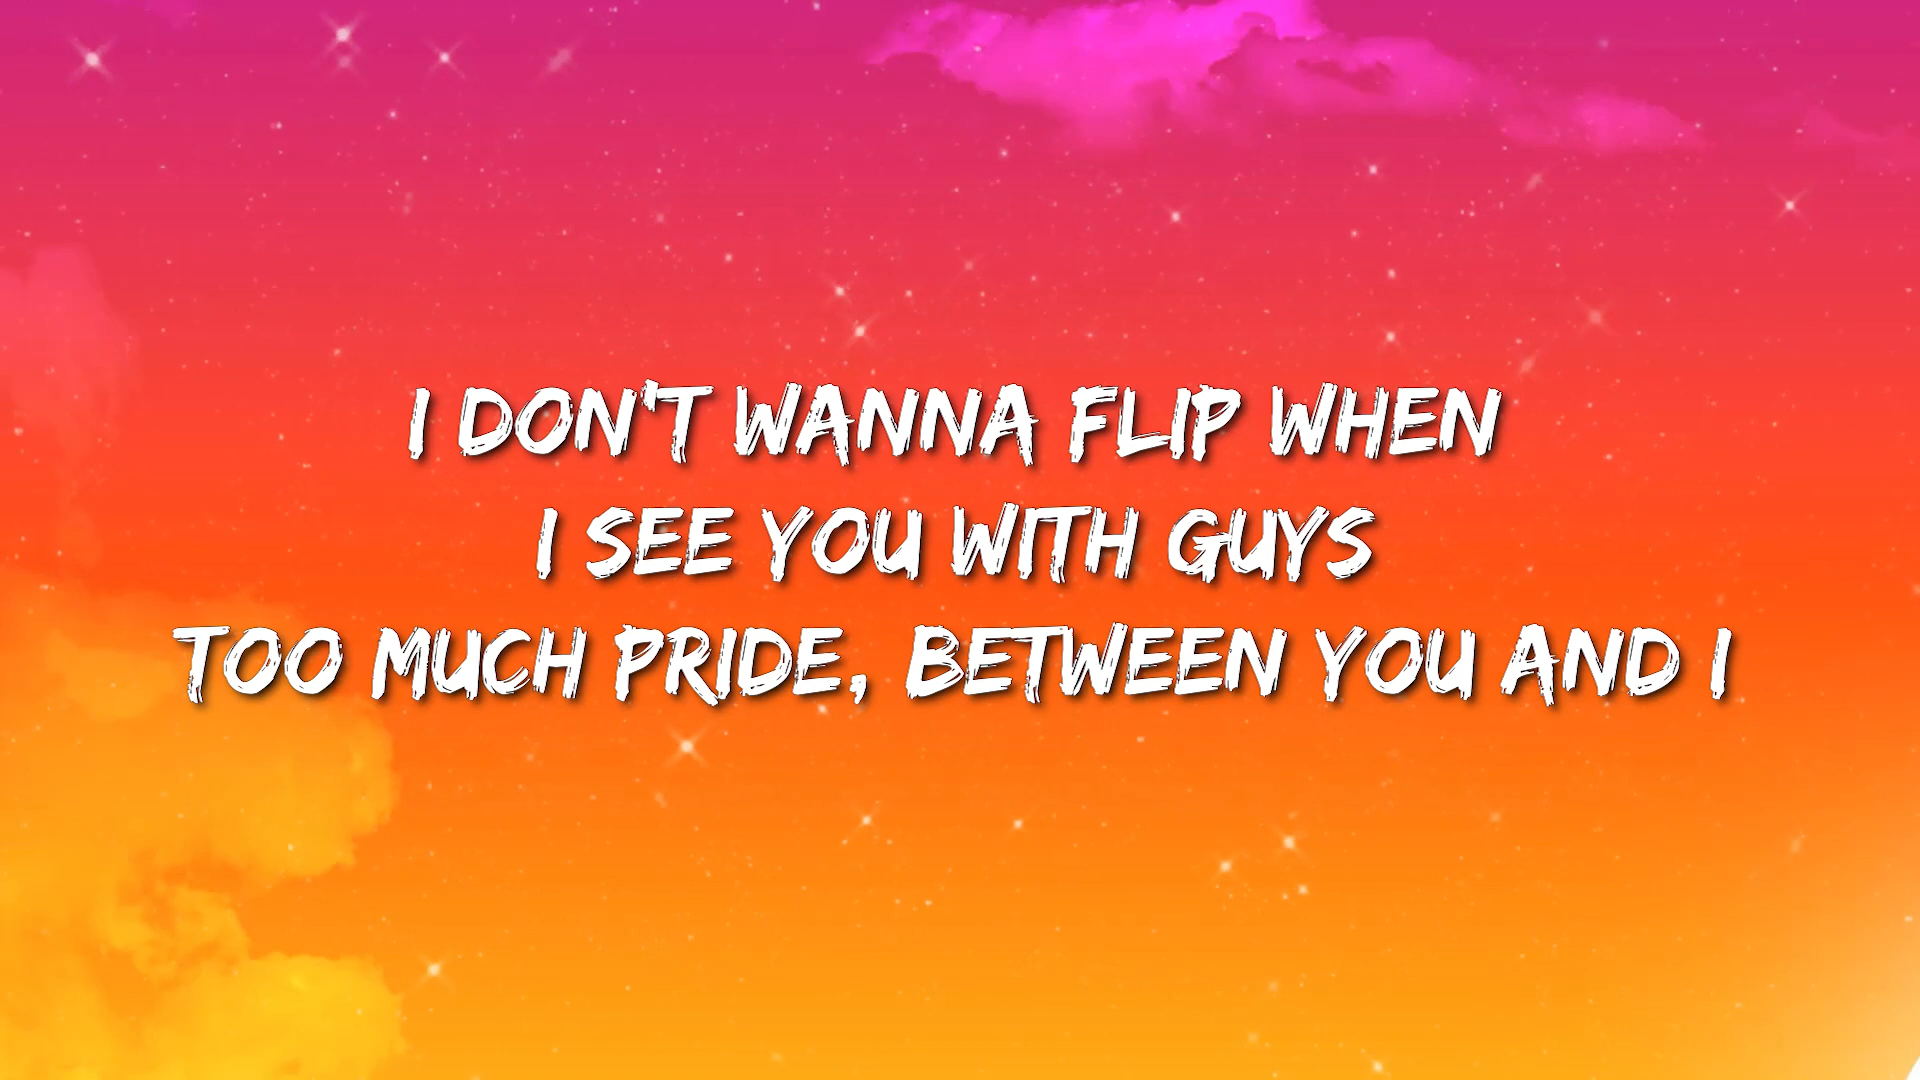 I DON'T WANNA FLIP WHEN
I SEE YOU WITH GUYS
TOO MUCH PRIDE, BETWEEN YOU AND I